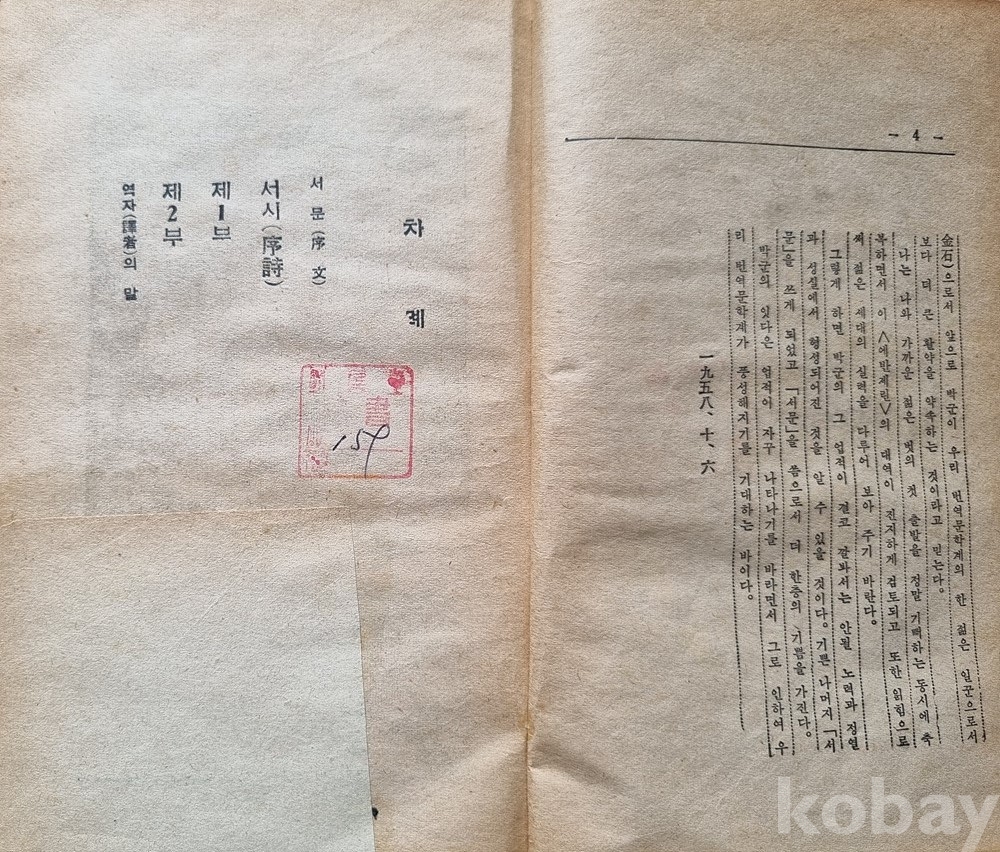 - 4 -
金石)으로서 앞으로 박군이 우리 번역문학계의 한 젊은 일꾼으로서
보다 더 큰 활약을 약속하는 것이라고 믿는다.
나는 나와 가까운 젊은 벗의 첫 출발을 정말 기뻐하는 동시에 축
복하면서 이 〈에반제린〉의 대역이 진지하게 검토되고 또한 읽힘으로
써 젊은 세대의 실력을 다루어 보아 주기 바란다.
그렇게 하면 박군의 그 업적이 결코 깔봐서는 안될 노력과 정열
과 성실에서 형성되어진 것을 알 수 있을 것이다. 기쁜 나머지 「서
문」을 쓰게 되었고 「서문」을 씀으로서 더 한층의 기쁨을 가진다.
박군의 잇다은 업적이 자꾸 나타나기를 바라면서 그로 인하여 우
리 번역문학계가 풍성해지기를 기대하는 바이다.
一九五八、十、六
차 례
서 문(序 文)
서시(序詩)
제1부
제2부
역자(譯者)의 말
書
154
kobay